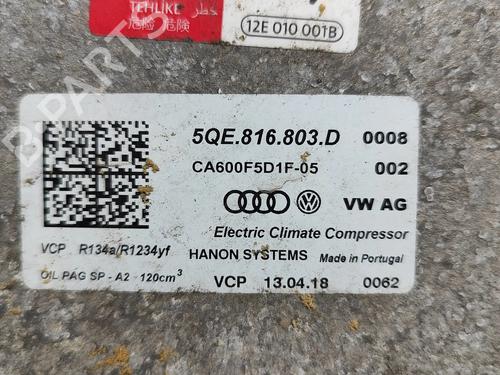 TEHLIKE خطر
危险 危険
12E 010 001B
B-PARTS
5QE.816.803.D 0008
CA600F5D1F-05 002
VW AG
Electric Climate Compressor
VCP R134a/R1234yf HANON SYSTEMS Made in Portugal
OIL PAG SP - A2 - 120cm³ VCP 13.04.18 0062